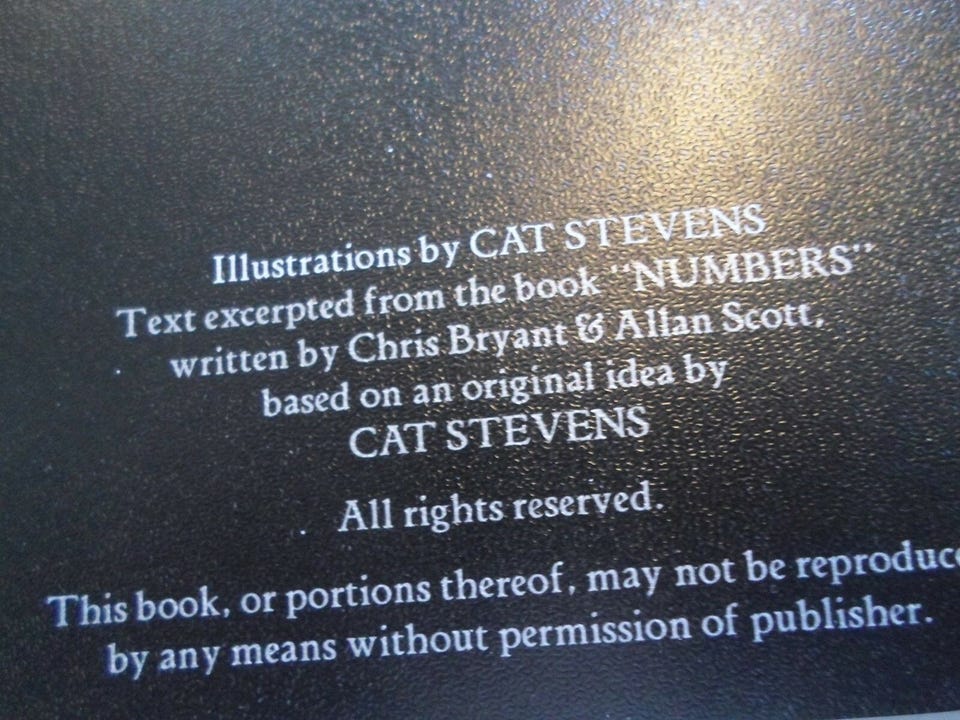 Illustrations by CAT STEVENS
Text excerpted from the book "NUMBERS"
written by Chris Bryant & Allan Scott,
based on an original idea by
CAT STEVENS
All rights reserved.
This book, or portions thereof, may not be reproduce
by any means without permission of publisher.